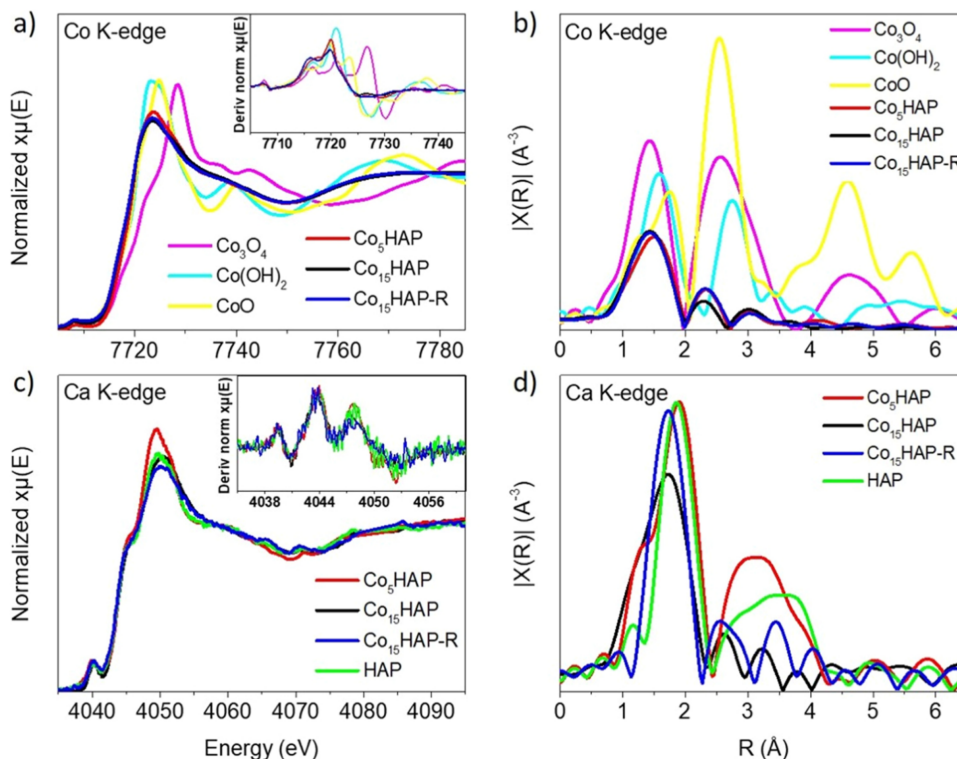 a)
Co K-edge
Normalized xμ(E)
Deriv norm xμ(E)
7710 7720 7730 7740
Co₃O₄
Co(OH)₂
CoO
Co₅HAP
Co₁₅HAP
Co₁₅HAP-R
7720 7740 7760 7780
b)
Co K-edge
|X(R)| (A⁻³)
Co₃O₄
Co(OH)₂
CoO
Co₅HAP
Co₁₅HAP
Co₁₅HAP-R
0 1 2 3 4 5 6
c)
Ca K-edge
Normalized xμ(E)
Deriv norm xμ(E)
4038 4044 4050 4056
Co₅HAP
Co₁₅HAP
Co₁₅HAP-R
HAP
4040 4050 4060 4070 4080 4090
Energy (eV)
d)
Ca K-edge
|X(R)| (A⁻³)
Co₅HAP
Co₁₅HAP
Co₁₅HAP-R
HAP
0 1 2 3 4 5 6
R (Å)